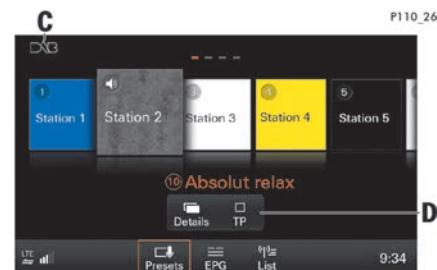 C
P110_26
DAB
1 3 4 5
Station 1 Station 2 Station 3 Station 4 Station 5
10 Absolut relax
D
Details TP
LTE
Presets EPG List 9:34